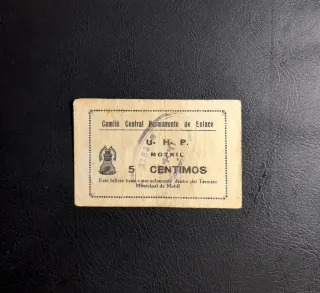 Comité Central Permanente de Enlace
U. H. P.
MOTRIL
5 CENTIMOS
Este billete tiene curso solamente dentro del Término
Municipal de Motril